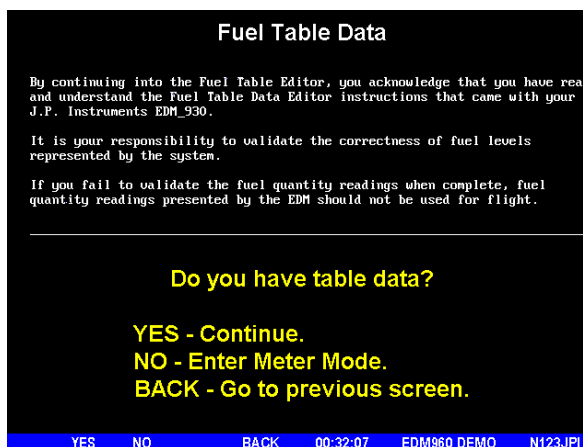 Fuel Table Data
By continuing into the Fuel Table Editor, you acknowledge that you have rea
and understand the Fuel Table Data Editor instructions that came with your
J.P. Instruments EDM_930.
It is your responsibility to validate the correctness of fuel levels
represented by the system.
If you fail to validate the fuel quantity readings when complete, fuel
quantity readings presented by the EDM should not be used for flight.
Do you have table data?
YES - Continue.
NO - Enter Meter Mode.
BACK - Go to previous screen.
YES NO BACK 00:32:07 EDM960 DEMO N123JPI